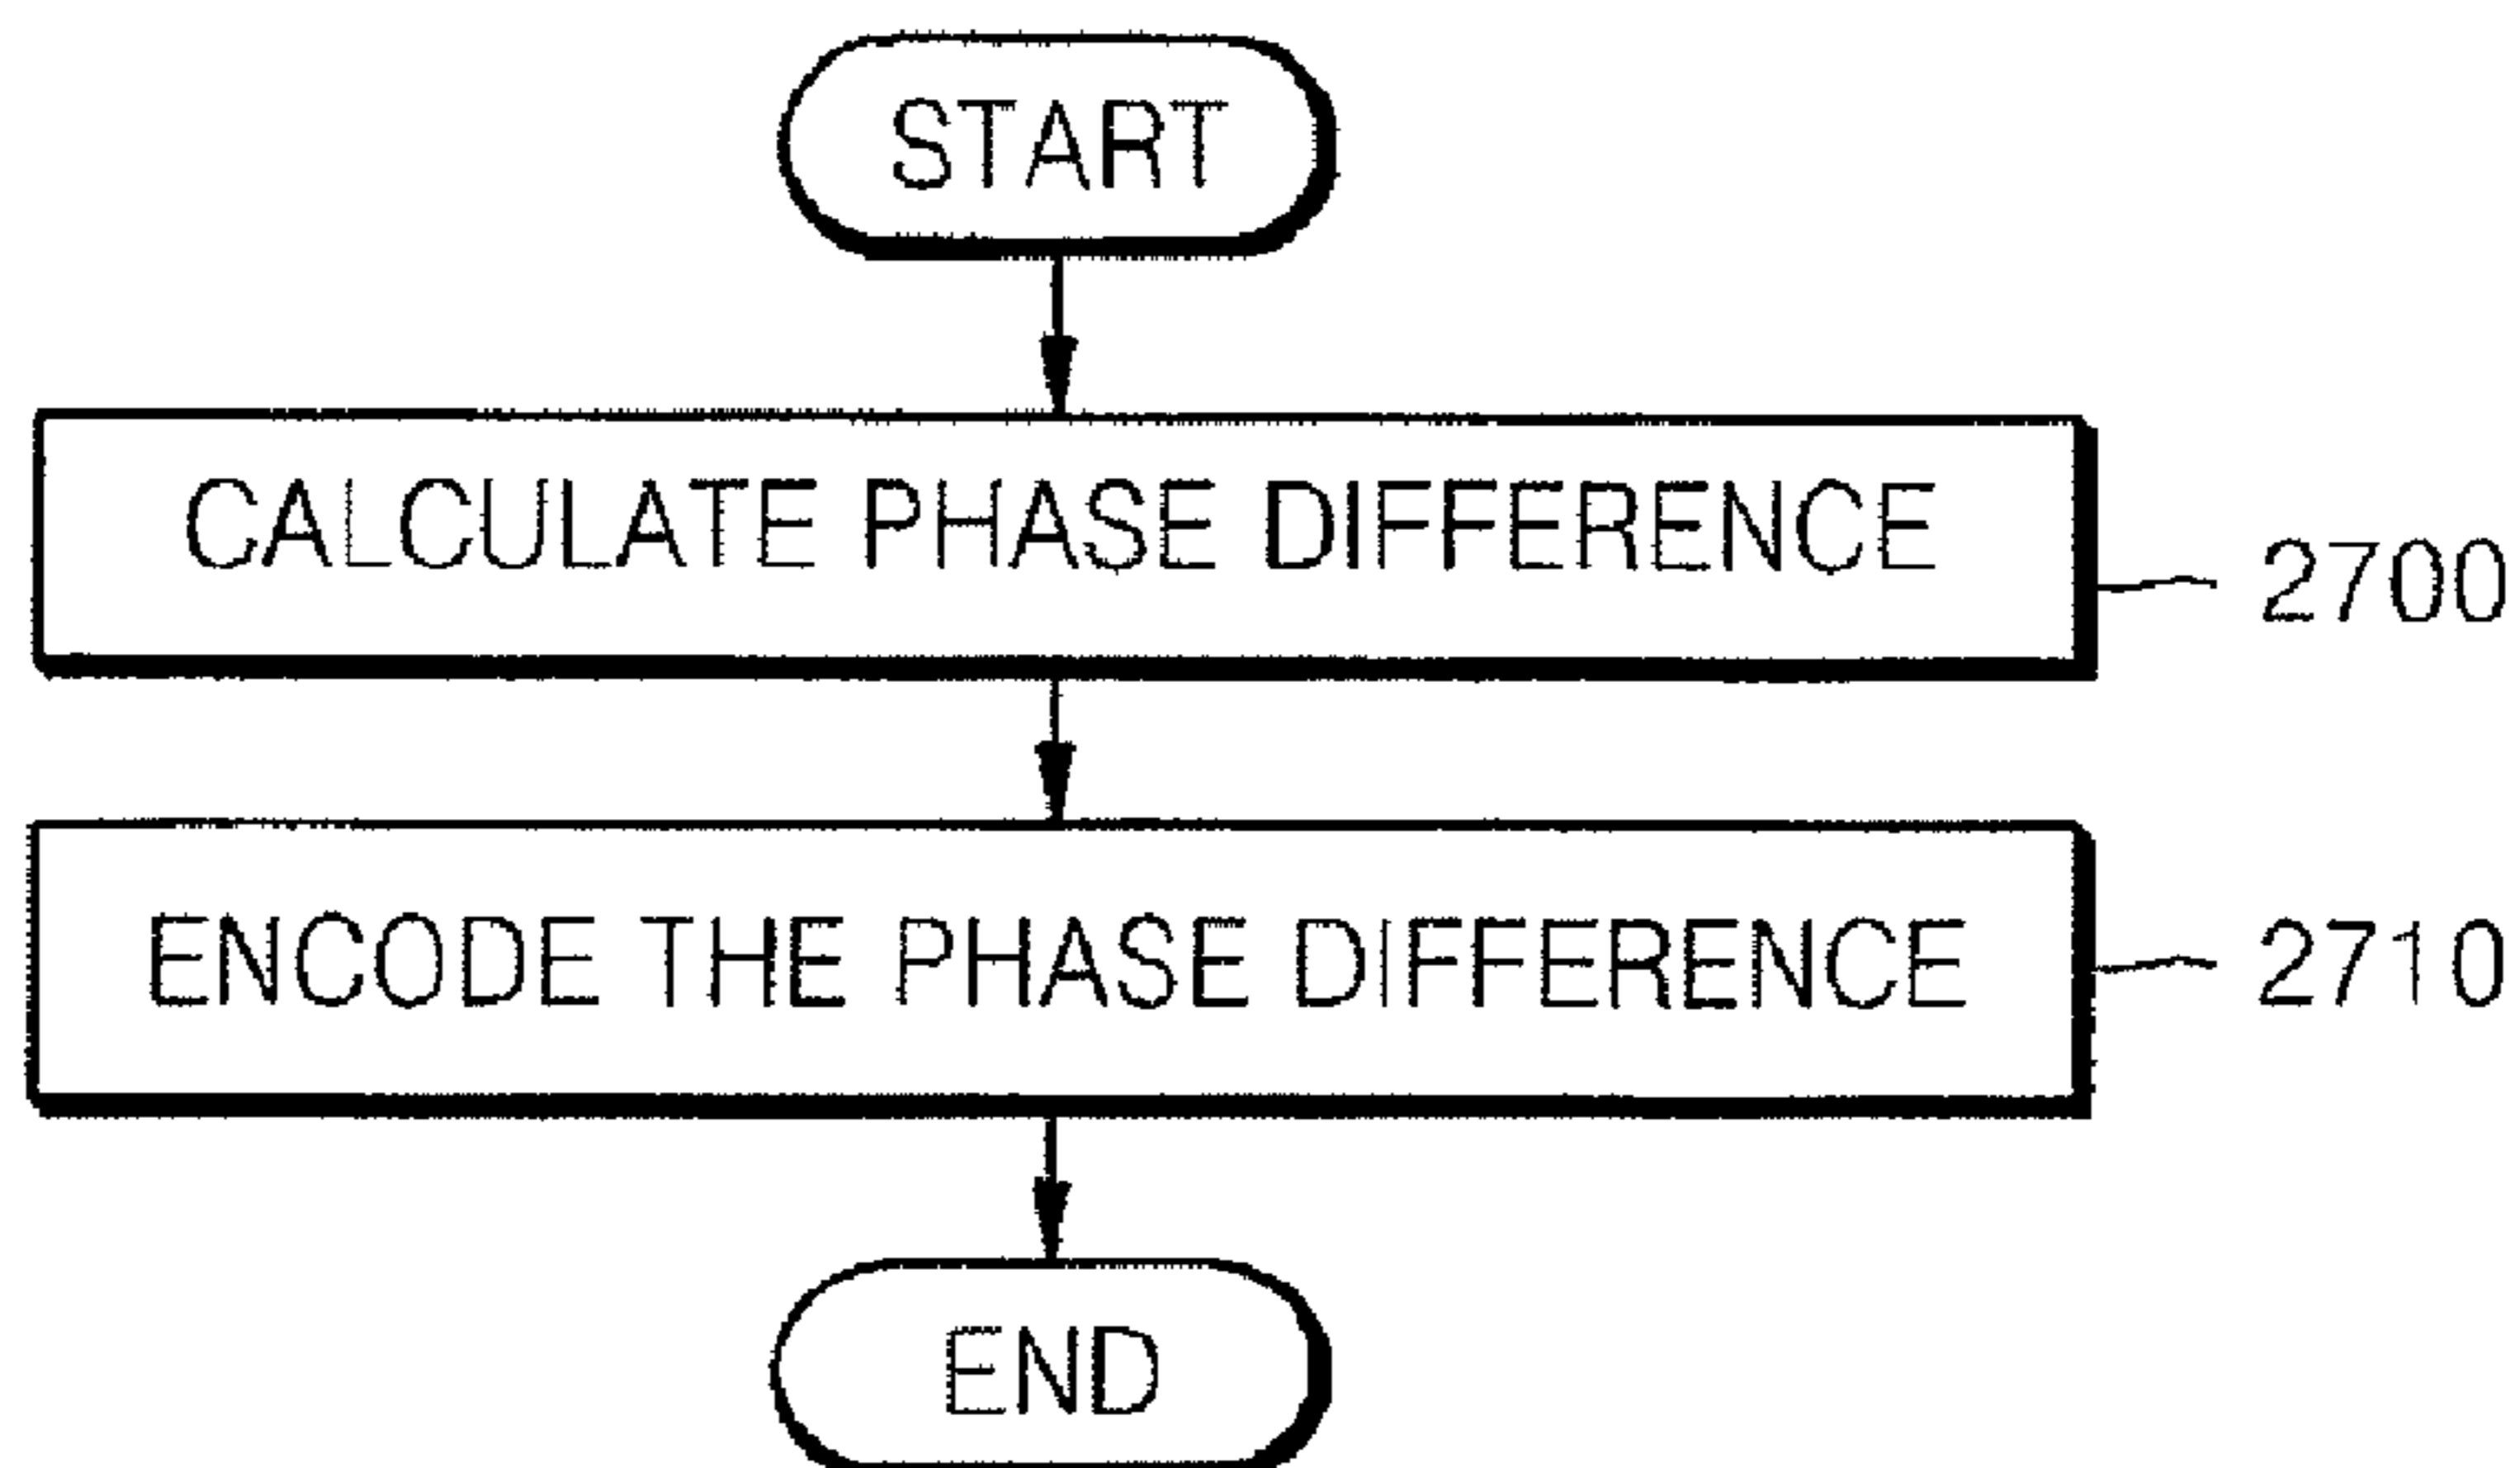 START
CALCULATE PHASE DIFFERENCE
2700
ENCODE THE PHASE DIFFERENCE
2710
END